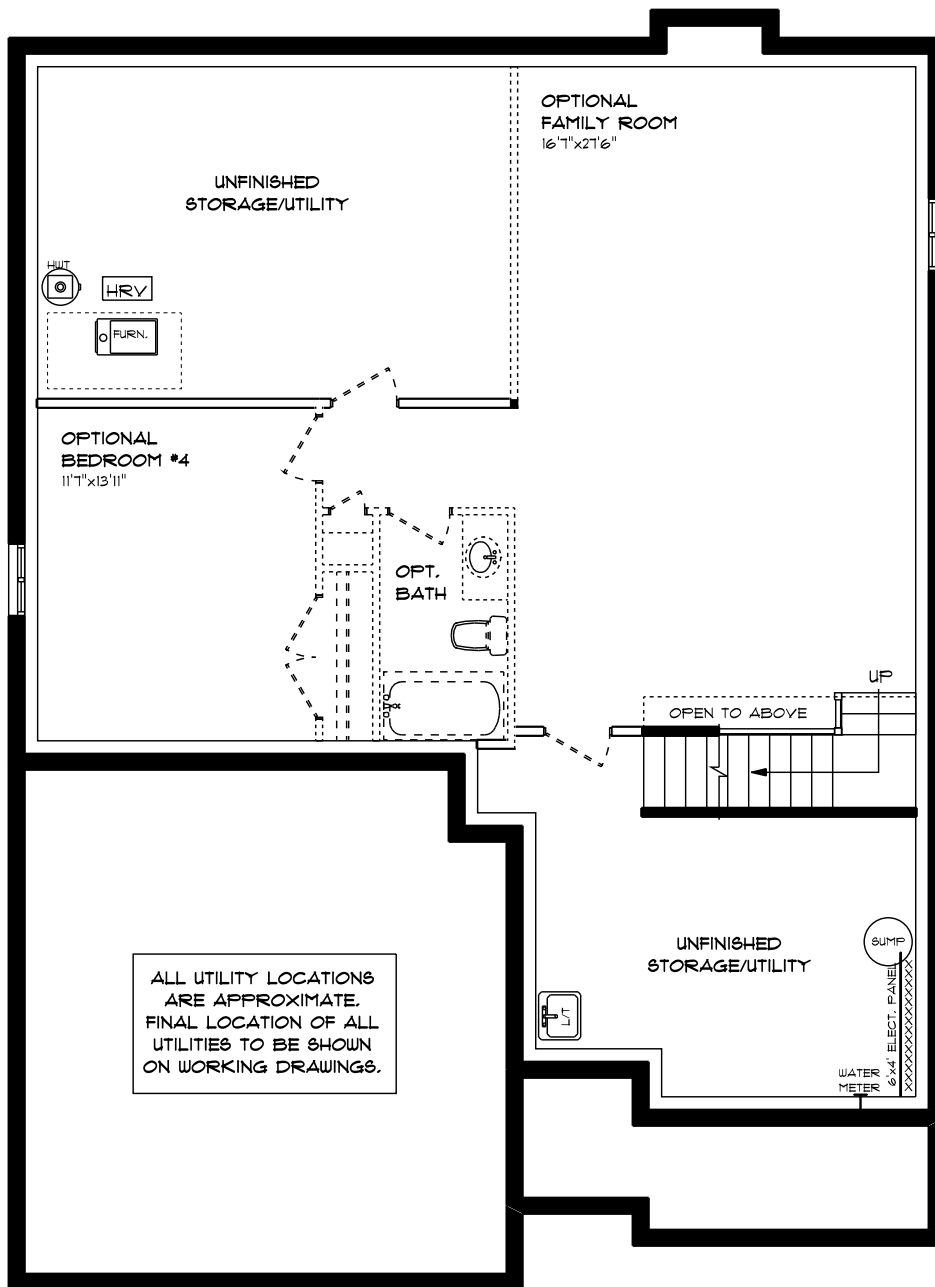 OPTIONAL
FAMILY ROOM
16'7"x27'6"
UNFINISHED
STORAGE/UTILITY
HWT
HRV
FURN.
OPTIONAL
BEDROOM #4
11'7"x13'11"
OPT.
BATH
UP
OPEN TO ABOVE
UNFINISHED
STORAGE/UTILITY
SUMP
6'x4' ELECT. PANEL
L/T
WATER
METER
ALL UTILITY LOCATIONS
ARE APPROXIMATE.
FINAL LOCATION OF ALL
UTILITIES TO BE SHOWN
ON WORKING DRAWINGS.